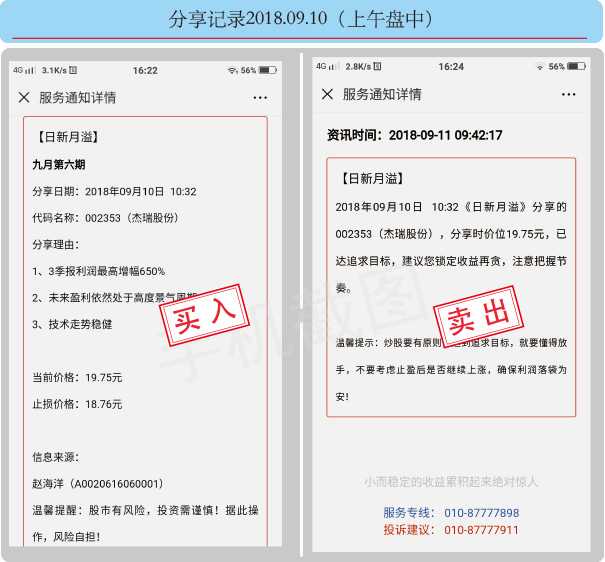 分享记录2018.09.10（上午盘中）
4G 3.1K/s 16:22 56%
服务通知详情
【日新月溢】
九月第六期
分享日期：2018年09月10日 10:32
代码名称：002353（杰瑞股份）
分享理由：
1、3季报利润最高增幅650%
2、未来盈利依然处于高度景气周期
3、技术走势稳健
买入
当前价格：19.75元
止损价格：18.76元
信息来源：
赵海洋（A0020616060001）
温馨提醒：股市有风险，投资需谨慎！据此操
作，风险自担！
4G 2.8K/s 16:24 56%
服务通知详情
资讯时间：2018-09-11 09:42:17
【日新月溢】
2018年09月10日 10:32《日新月溢》分享的
002353（杰瑞股份），分享时价位19.75元，已
达追求目标，建议您锁定收益再贪，注意把握节
奏。
卖出
温馨提示：炒股要有原则，达到追求目标，就要懂得放
手，不要考虑止盈后是否继续上涨，确保利润落袋为
安！
手机截图
小而稳定的收益累积起来绝对惊人
服务专线： 010-87777898
投诉建议： 010-87777911